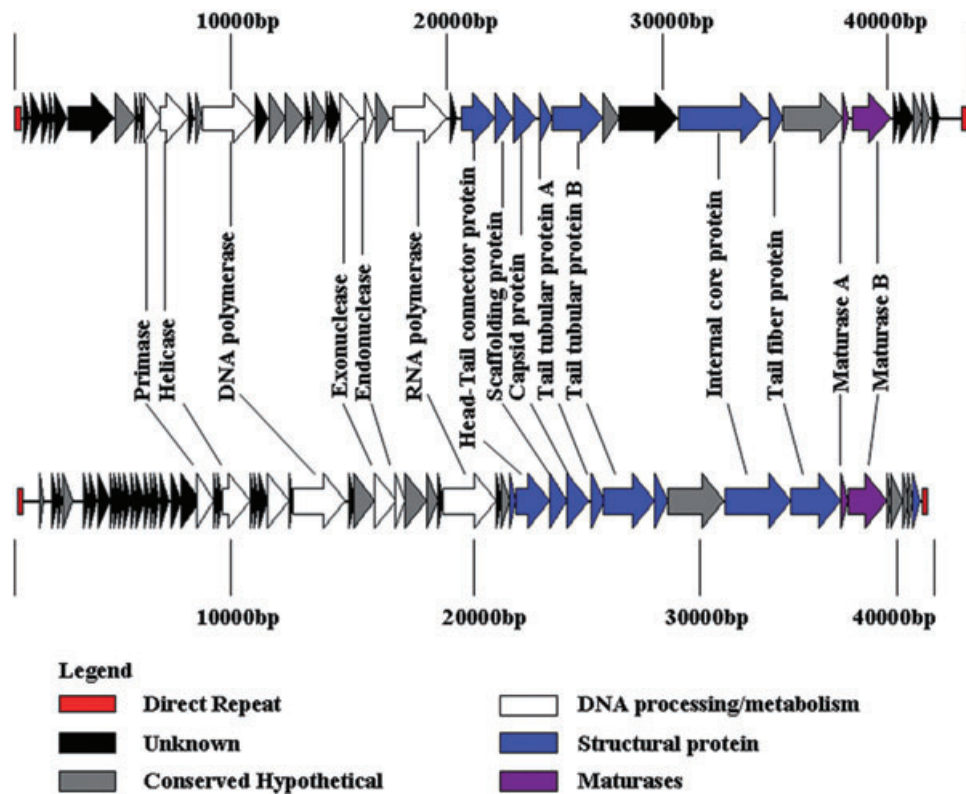 10000bp
20000bp
30000bp
40000bp
Primase
Helicase
DNA polymerase
Exonuclease
Endonuclease
RNA polymerase
Head-Tail connector protein
Scaffolding protein
Capsid protein
Tail tubular protein A
Tail tubular protein B
Internal core protein
Tail fiber protein
Maturase A
Maturase B
10000bp
20000bp
30000bp
40000bp
Legend
Direct Repeat
Unknown
Conserved Hypothetical
DNA processing/metabolism
Structural protein
Maturases